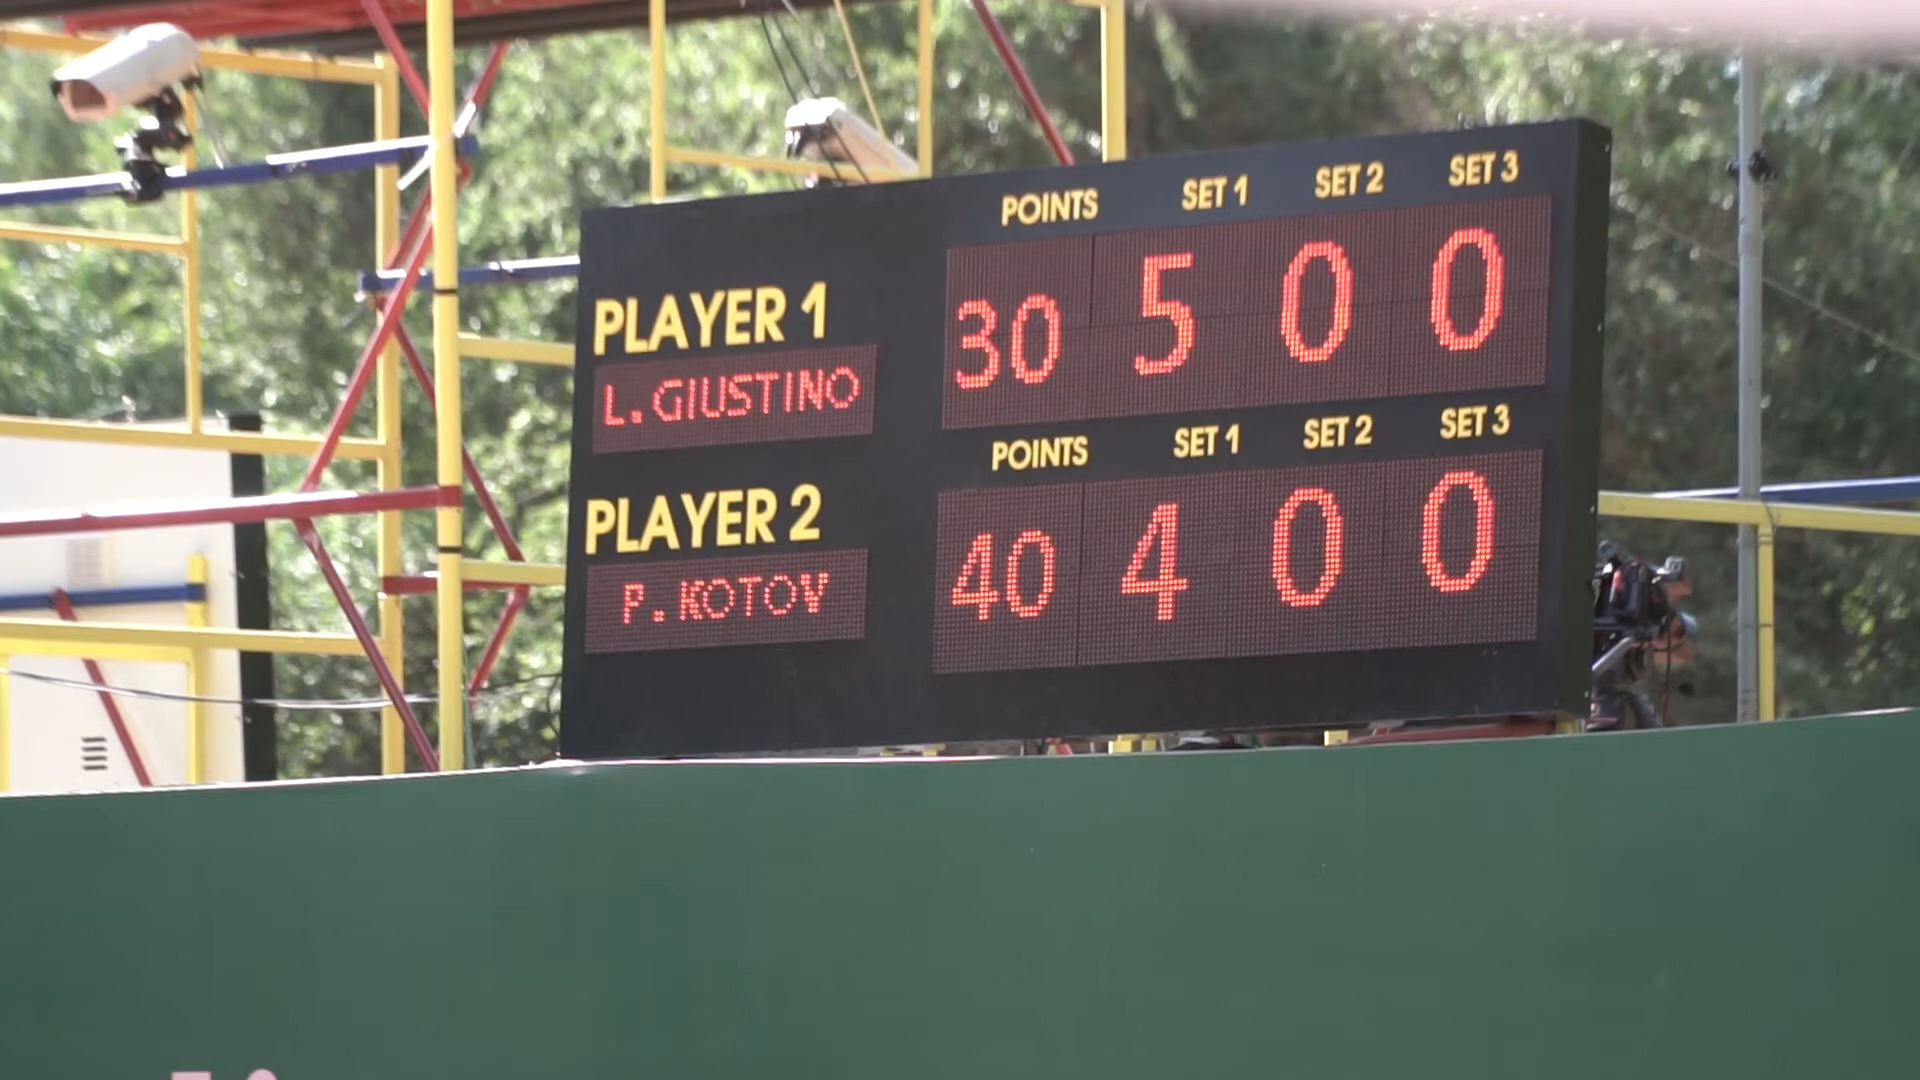 POINTS SET 1 SET 2 SET 3
PLAYER 1 30 5 0 0
L. GIUSTINO
POINTS SET 1 SET 2 SET 3
PLAYER 2 40 4 0 0
P. KOTOV